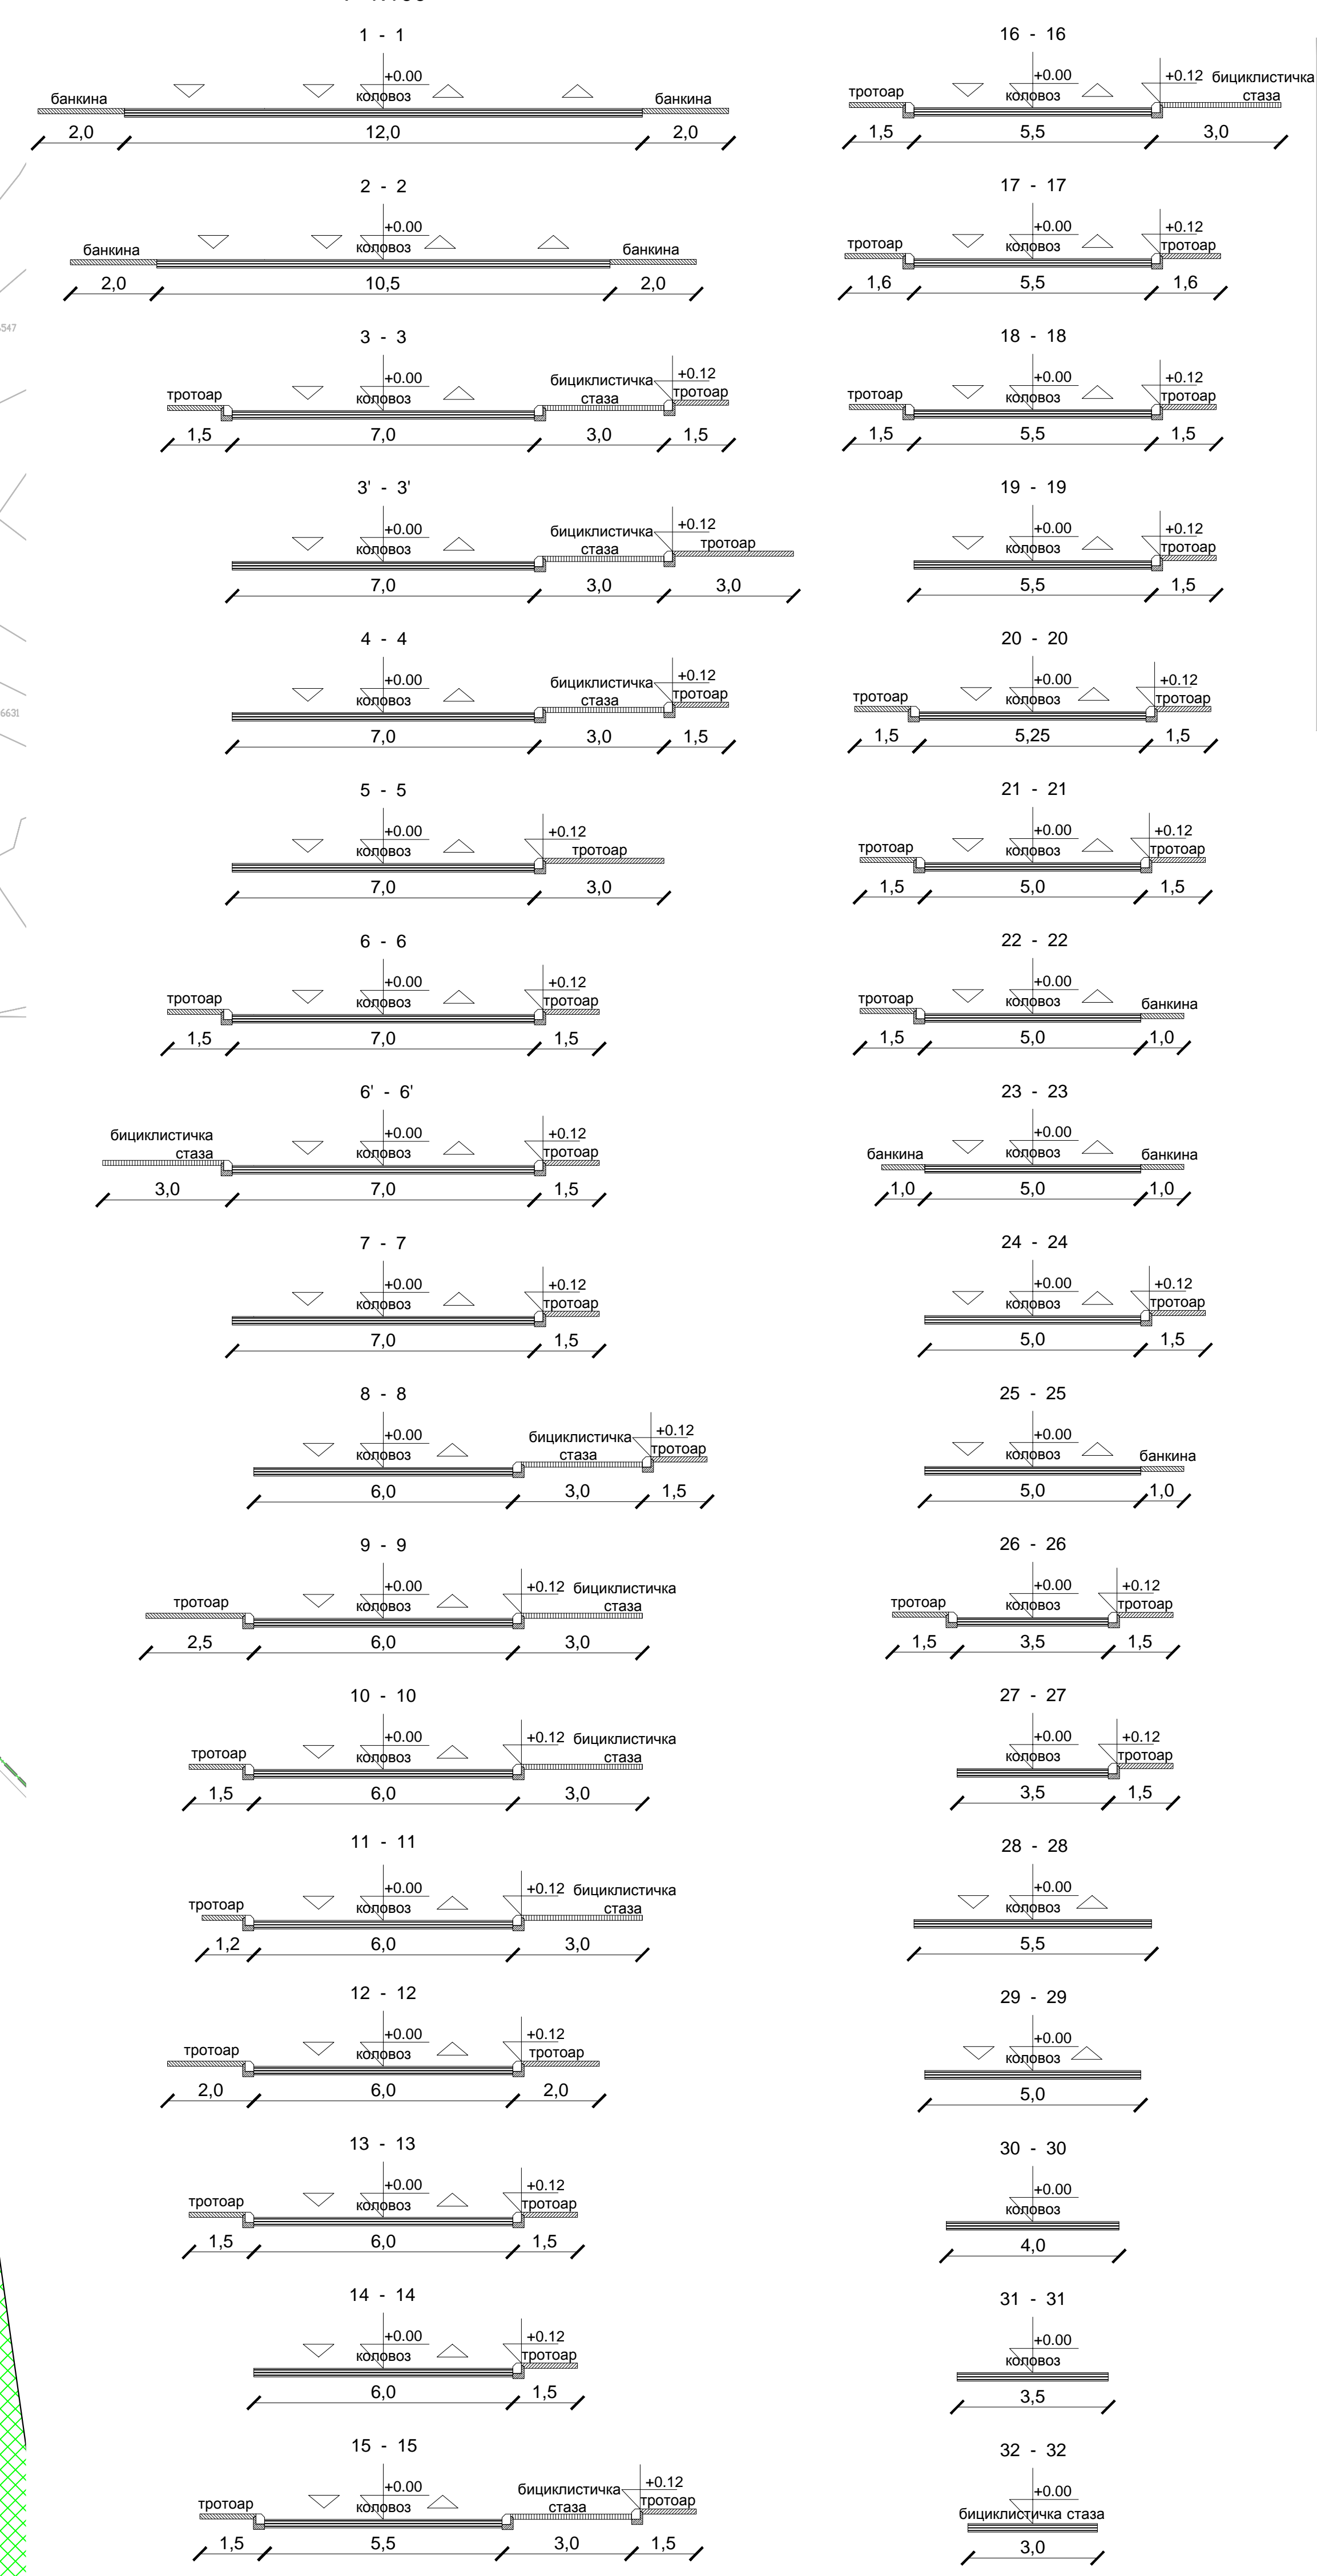 1 - 1
+0.00
банкина
коловоз
банкина
2,0 12,0 2,0
2 - 2
+0.00
банкина
коловоз
банкина
2,0 10,5 2,0
3 - 3
+0.00
+0.12
тротоар
коловоз
бициклистичка
стаза
тротоар
1,5 7,0 3,0 1,5
3' - 3'
+0.00
+0.12
коловоз
бициклистичка
стаза
тротоар
7,0 3,0 3,0
4 - 4
+0.00
+0.12
коловоз
бициклистичка
стаза
тротоар
7,0 3,0 1,5
5 - 5
+0.00
+0.12
коловоз
тротоар
7,0 3,0
6 - 6
+0.00
+0.12
тротоар
коловоз
тротоар
1,5 7,0 1,5
6' - 6'
+0.00
+0.12
бициклистичка
стаза
коловоз
тротоар
3,0 7,0 1,5
7 - 7
+0.00
+0.12
коловоз
тротоар
7,0 1,5
8 - 8
+0.00
+0.12
коловоз
бициклистичка
стаза
тротоар
6,0 3,0 1,5
9 - 9
+0.00
+0.12
тротоар
коловоз
бициклистичка
стаза
2,5 6,0 3,0
10 - 10
+0.00
+0.12
тротоар
коловоз
бициклистичка
стаза
1,5 6,0 3,0
11 - 11
+0.00
+0.12
тротоар
коловоз
бициклистичка
стаза
1,2 6,0 3,0
12 - 12
+0.00
+0.12
тротоар
коловоз
тротоар
2,0 6,0 2,0
13 - 13
+0.00
+0.12
тротоар
коловоз
тротоар
1,5 6,0 1,5
14 - 14
+0.00
+0.12
коловоз
тротоар
6,0 1,5
15 - 15
+0.00
+0.12
тротоар
коловоз
бициклистичка
стаза
тротоар
1,5 5,5 3,0 1,5
16 - 16
+0.00
+0.12
тротоар
коловоз
бициклистичка
стаза
1,5 5,5 3,0
17 - 17
+0.00
+0.12
тротоар
коловоз
тротоар
1,6 5,5 1,6
18 - 18
+0.00
+0.12
тротоар
коловоз
тротоар
1,5 5,5 1,5
19 - 19
+0.00
+0.12
коловоз
тротоар
5,5 1,5
20 - 20
+0.00
+0.12
тротоар
коловоз
тротоар
1,5 5,25 1,5
21 - 21
+0.00
+0.12
тротоар
коловоз
тротоар
1,5 5,0 1,5
22 - 22
+0.00
тротоар
коловоз
банкина
1,5 5,0 1,0
23 - 23
+0.00
банкина
коловоз
банкина
1,0 5,0 1,0
24 - 24
+0.00
+0.12
коловоз
тротоар
5,0 1,5
25 - 25
+0.00
коловоз
банкина
5,0 1,0
26 - 26
+0.00
+0.12
тротоар
коловоз
тротоар
1,5 3,5 1,5
27 - 27
+0.00
+0.12
коловоз
тротоар
3,5 1,5
28 - 28
+0.00
коловоз
5,5
29 - 29
+0.00
коловоз
5,0
30 - 30
+0.00
коловоз
4,0
31 - 31
+0.00
коловоз
3,5
32 - 32
+0.00
бициклистичка стаза
3,0